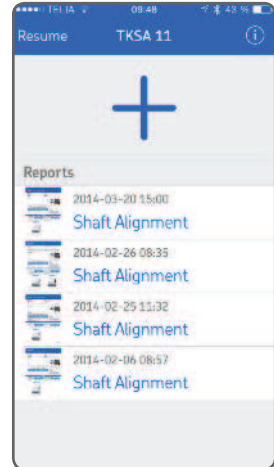 TELIA 09:48 43 %
Resume TKSA 11
Reports
2014-03-20 15:00
Shaft Alignment
2014-02-26 08:35
Shaft Alignment
2014-02-25 11:32
Shaft Alignment
2014-02-06 08:57
Shaft Alignment